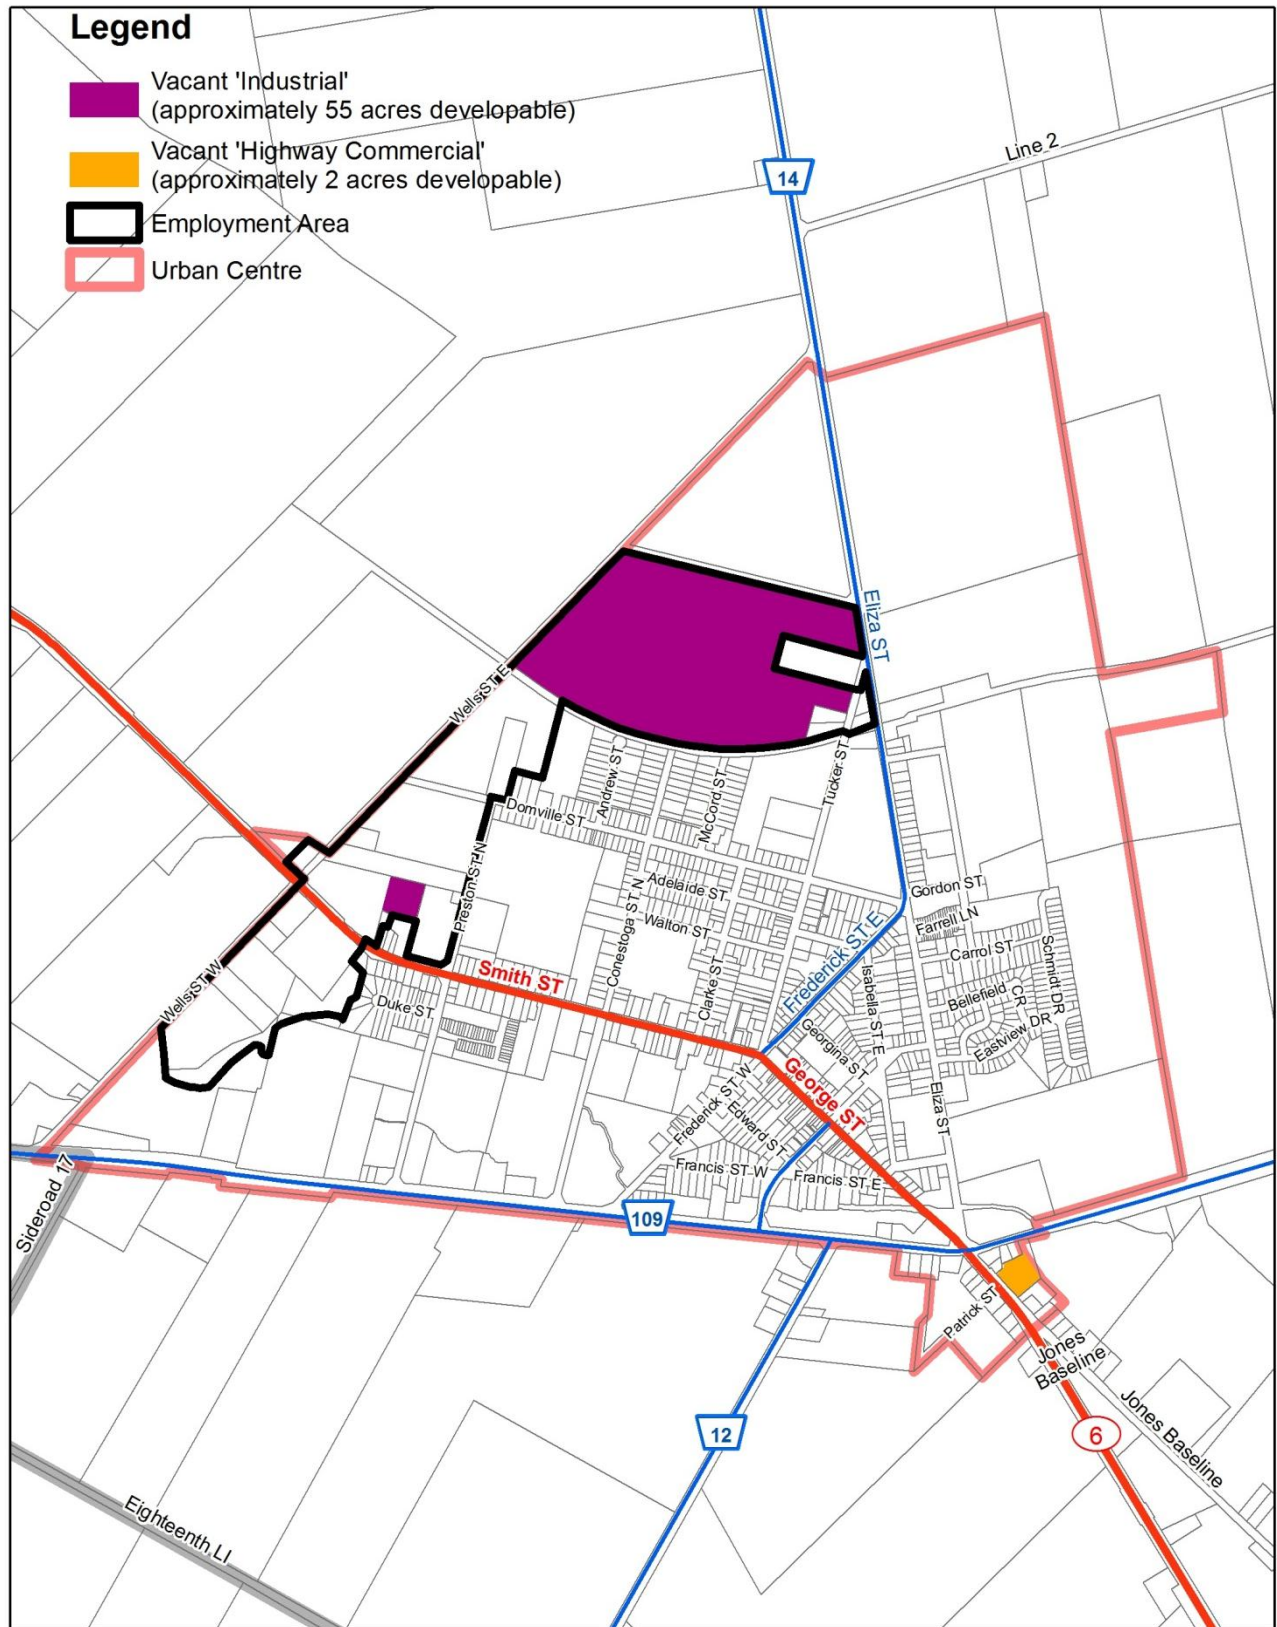 Legend
Vacant 'Industrial'
(approximately 55 acres developable)
Vacant 'Highway Commercial'
(approximately 2 acres developable)
Employment Area
Urban Centre
14
Line 2
Eliza ST
Wells ST E
Andrew ST
McCord ST
Tucker ST
Domville ST
Preston ST N
Adelaide ST
Gordon ST
Conestoga ST N
Walton ST
Farrell LN
Frederick ST E
Carrol ST
Schmidt DR
Smith ST
Clarke ST
Isabella ST E
Bellefield CR
Wells ST W
Duke ST
Georgina ST
Eastview DR
George ST
Frederick ST W
Edward ST
Eliza ST
Francis ST W
Francis ST E
Sideroad 17
109
Patrick ST
Jones
Baseline
Jones Baseline
12
6
Eighteenth LI